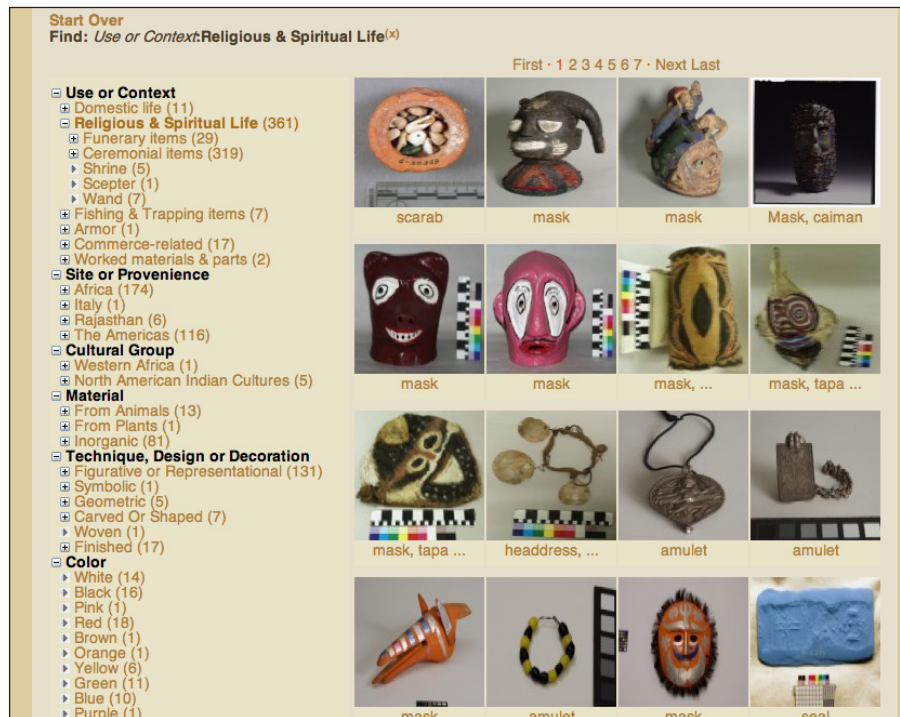 Start Over
Find: Use or Context:Religious & Spiritual Life(x)
First · 1 2 3 4 5 6 7 · Next Last
Use or Context
Domestic life (11)
Religious & Spiritual Life (361)
Funerary items (29)
Ceremonial items (319)
Shrine (5)
Scepter (1)
Wand (7)
Fishing & Trapping items (7)
Armor (1)
Commerce-related (17)
Worked materials & parts (2)
Site or Provenience
Africa (174)
Italy (1)
Rajasthan (6)
The Americas (116)
Cultural Group
Western Africa (1)
North American Indian Cultures (5)
Material
From Animals (13)
From Plants (1)
Inorganic (81)
Technique, Design or Decoration
Figurative or Representational (131)
Symbolic (1)
Geometric (5)
Carved Or Shaped (7)
Woven (1)
Finished (17)
Color
White (14)
Black (16)
Pink (1)
Red (18)
Brown (1)
Orange (1)
Yellow (6)
Green (11)
Blue (10)
Purple (1)
scarab
mask
mask
Mask, caiman
mask
mask
mask, ...
mask, tapa ...
mask, tapa ...
headdress, ...
amulet
amulet
mask
amulet
mask
seal